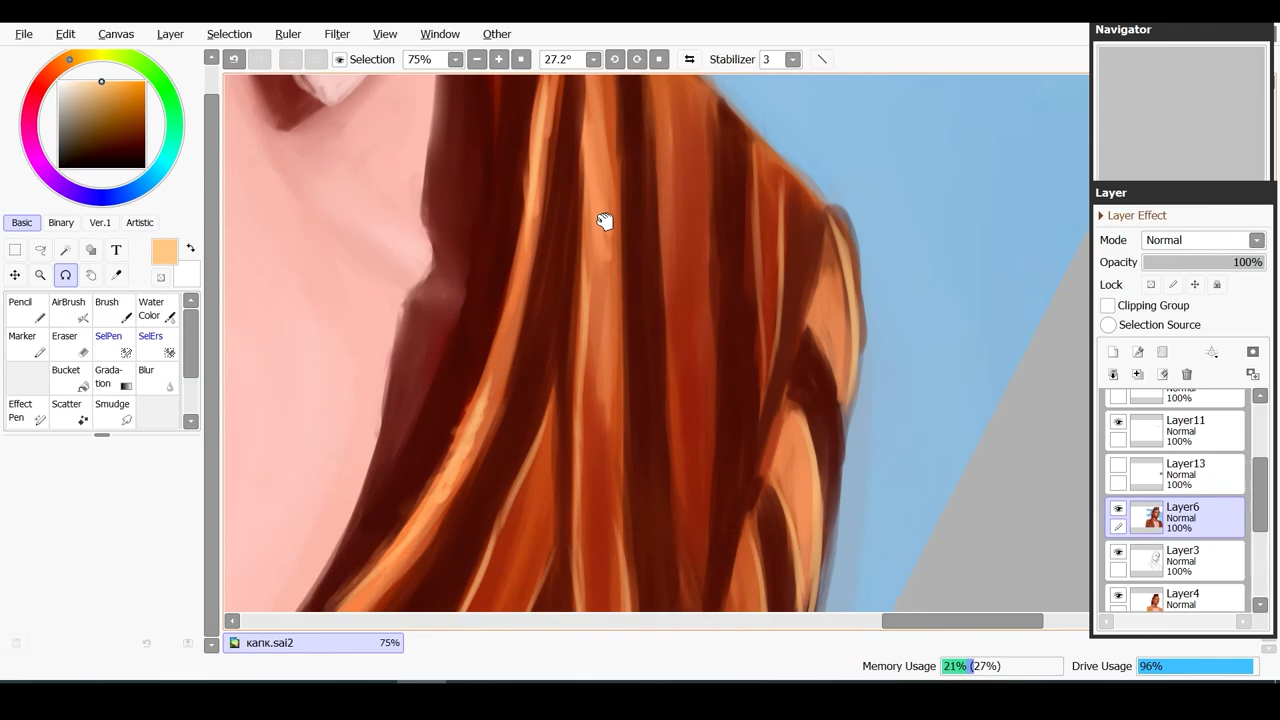 Navigator
File Edit Canvas Layer Selection Ruler Filter View Window Other
Selection 75% 27.2° Stabilizer 3
Layer
Layer Effect
Basic Binary Ver.1 Artistic
Mode Normal
T
Opacity 100%
Lock
Pencil AirBrush Brush Water
Color
Clipping Group
Selection Source
Marker Eraser SelPen SelErs
Bucket Grada-
tion Blur
Effect
Pen Scatter Smudge
100%
Layer11
Normal
100%
Layer13
Normal
100%
Layer6
Normal
100%
Layer3
Normal
100%
Layer4
Normal
капк.sai2 75%
Memory Usage 21% (27%) Drive Usage 96%